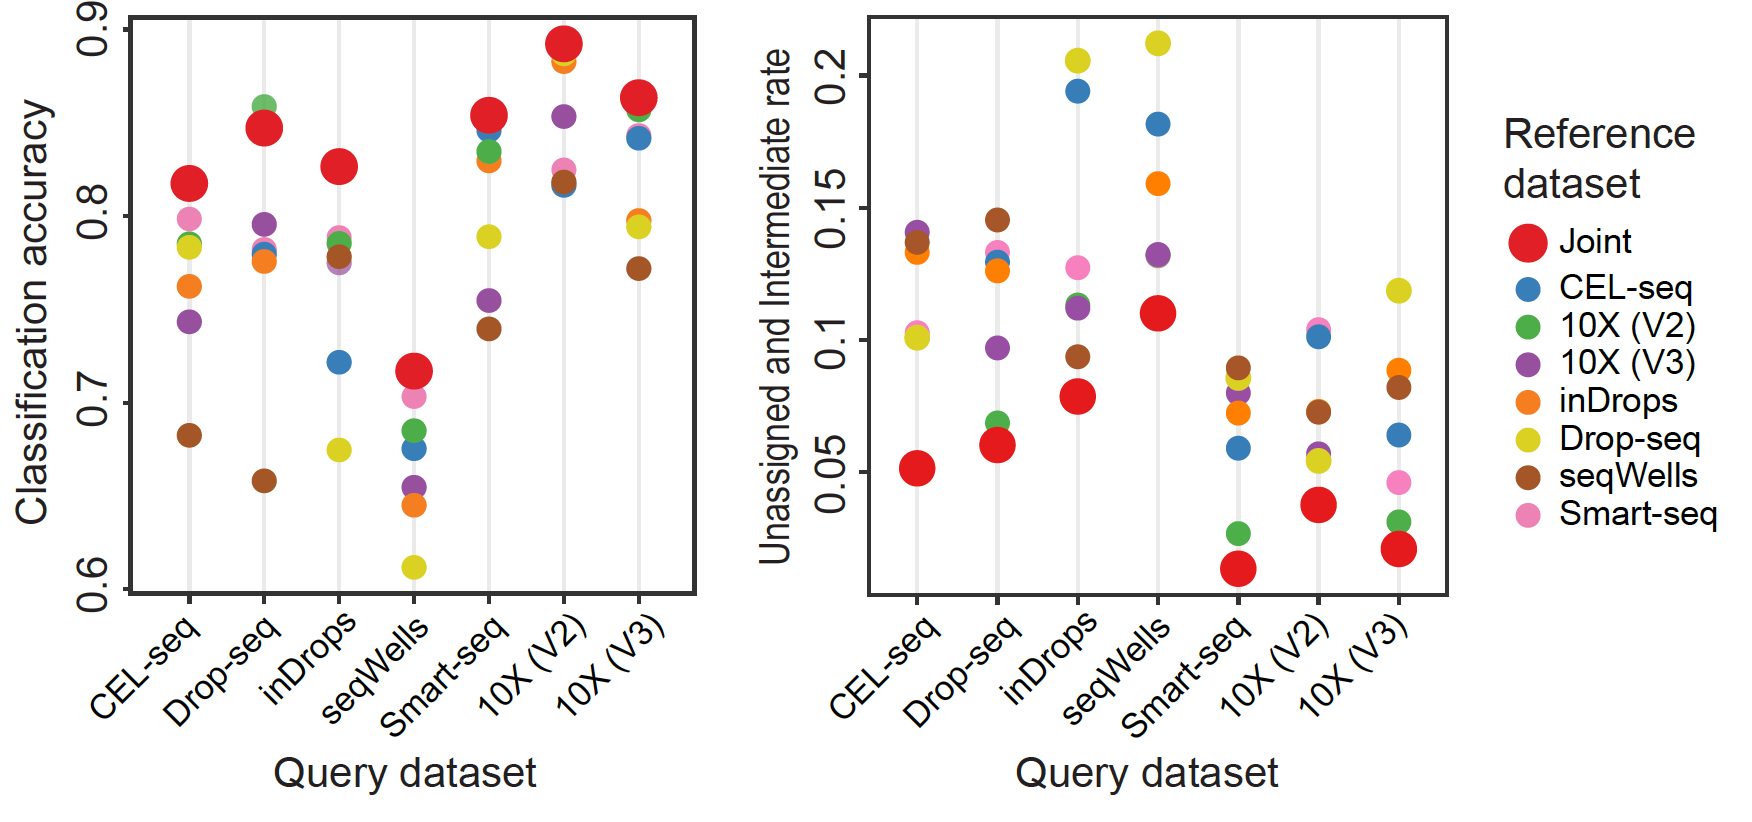 Classification accuracy
0.9
0.8
0.7
0.6
CEL-seq
Drop-seq
inDrops
seqWells
Smart-seq
10X (V2)
10X (V3)
Query dataset
Unassigned and Intermediate rate
0.2
0.15
0.1
0.05
CEL-seq
Drop-seq
inDrops
seqWells
Smart-seq
10X (V2)
10X (V3)
Query dataset
Reference
dataset
Joint
CEL-seq
10X (V2)
10X (V3)
inDrops
Drop-seq
seqWells
Smart-seq